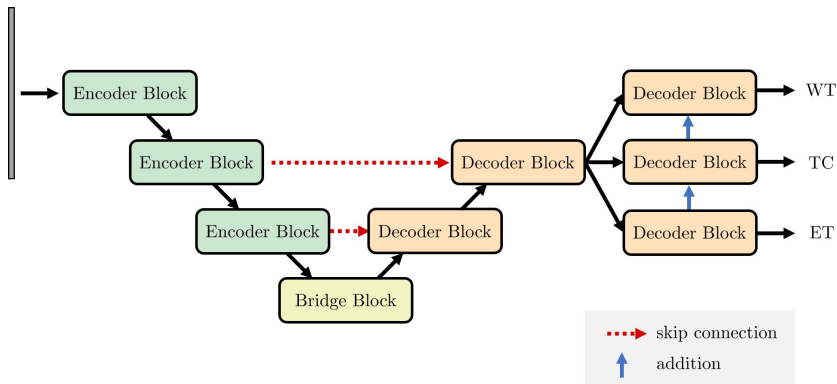 Encoder Block
Decoder Block
WT
Encoder Block
Decoder Block
Decoder Block
TC
Encoder Block
Decoder Block
Decoder Block
ET
Bridge Block
skip connection
addition